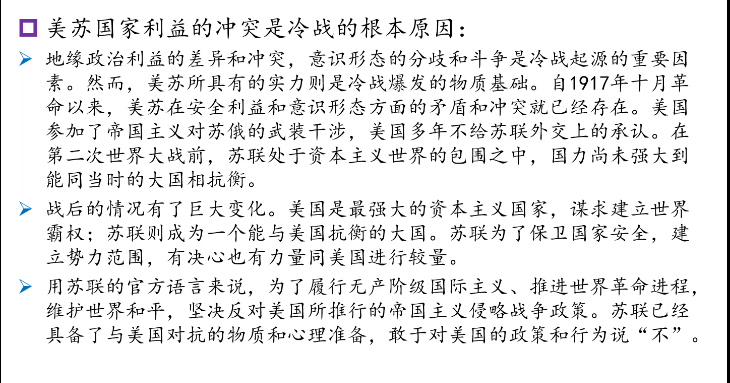 美苏国家利益的冲突是冷战的根本原因：
地缘政治利益的差异和冲突，意识形态的分歧和斗争是冷战起源的重要因
素。然而，美苏所具有的实力则是冷战爆发的物质基础。自1917年十月革
命以来，美苏在安全利益和意识形态方面的矛盾和冲突就已经存在。美国
参加了帝国主义对苏俄的武装干涉，美国多年不给苏联外交上的承认。在
第二次世界大战前，苏联处于资本主义世界的包围之中，国力尚未强大到
能同当时的大国相抗衡。
战后的情况有了巨大变化。美国是最强大的资本主义国家，谋求建立世界
霸权；苏联则成为一个能与美国抗衡的大国。苏联为了保卫国家安全，建
立势力范围，有决心也有力量同美国进行较量。
用苏联的官方语言来说，为了履行无产阶级国际主义、推进世界革命进程，
维护世界和平，坚决反对美国所推行的帝国主义侵略战争政策。苏联已经
具备了与美国对抗的物质和心理准备，敢于对美国的政策和行为说“不”。